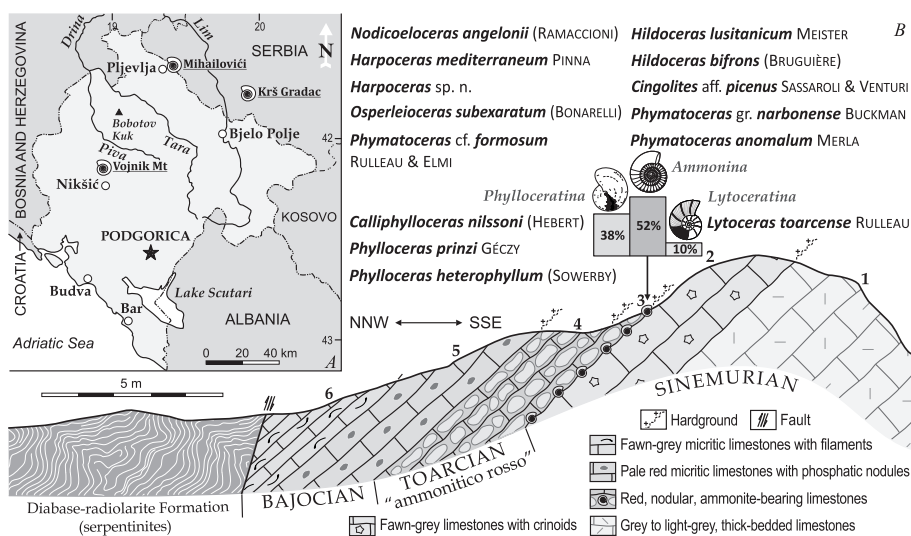 19
20
BOSNIA AND HERZEGOVINA
CROATIA
Drina
Lim
SERBIA
N
Pljevlja
Mihailovići
Krš Gradac
Bobotov
Kuk
Tara
Bjelo Polje
42
Piva
Vojnik Mt
Nikšić
KOSOVO
PODGORICA
Budva
Lake Scutari
Bar
ALBANIA
Adriatic Sea
43
0 20 40 km
A
B
Nodicoeloceras angelonii (RAMACCIONI)
Harpoceras mediterraneum PINNA
Harpoceras sp. n.
Osperleioceras subexaratum (BONARELLI)
Phymatoceras cf. formosum
RULLEAU & ELMI
Hildoceras lusitanicum MEISTER
Hildoceras bifrons (BRUGUIÈRE)
Cingolites aff. picenus SASSAROLI & VENTURI
Phymatoceras gr. narbonense BUCKMAN
Phymatoceras anomalum MERLA
Ammonina
Phylloceratina
Lytoceratina
38%
52%
10%
Calliphylloceras nilssoni (HEBERT)
Phylloceras prinzi GÉCZY
Phylloceras heterophyllum (SOWERBY)
Lytoceras toarcense RULLEAU
NNW
SSE
1
2
3
4
5
6
5 m
SINEMURIAN
TOARCIAN
"ammonitico rosso"
BAJOCIAN
Diabase-radiolarite Formation
(serpentinites)
Hardground
Fault
Fawn-grey micritic limestones with filaments
Pale red micritic limestones with phosphatic nodules
Red, nodular, ammonite-bearing limestones
Fawn-grey limestones with crinoids
Grey to light-grey, thick-bedded limestones